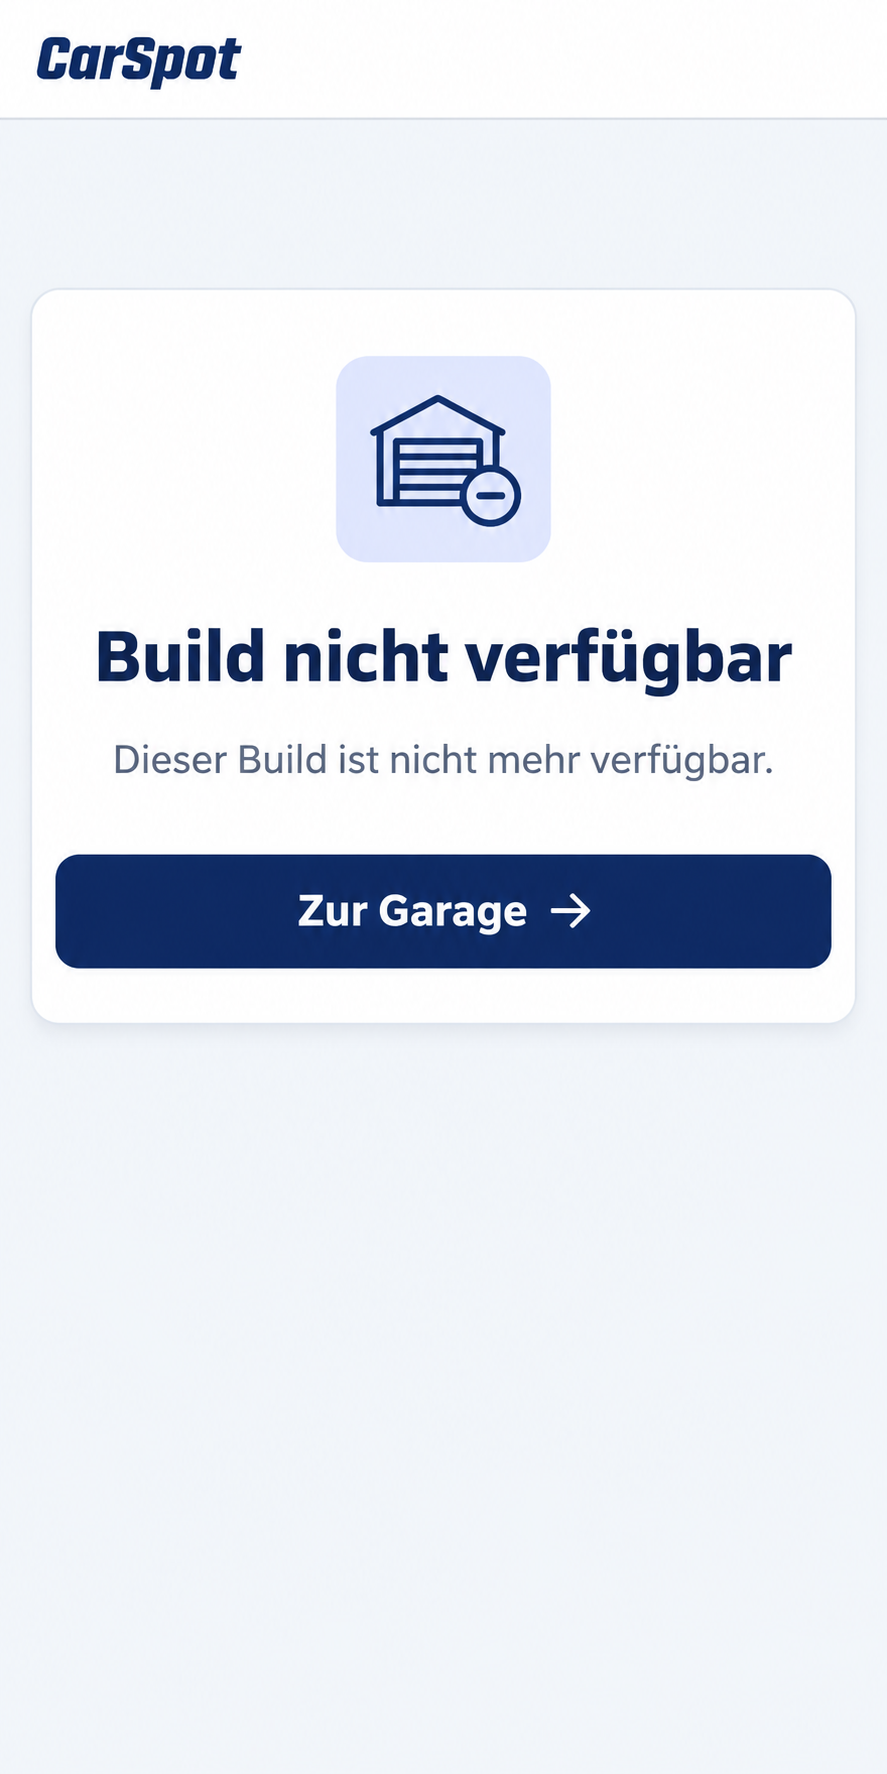 CarSpot
Build nicht verfügbar
Dieser Build ist nicht mehr verfügbar.
Zur Garage →